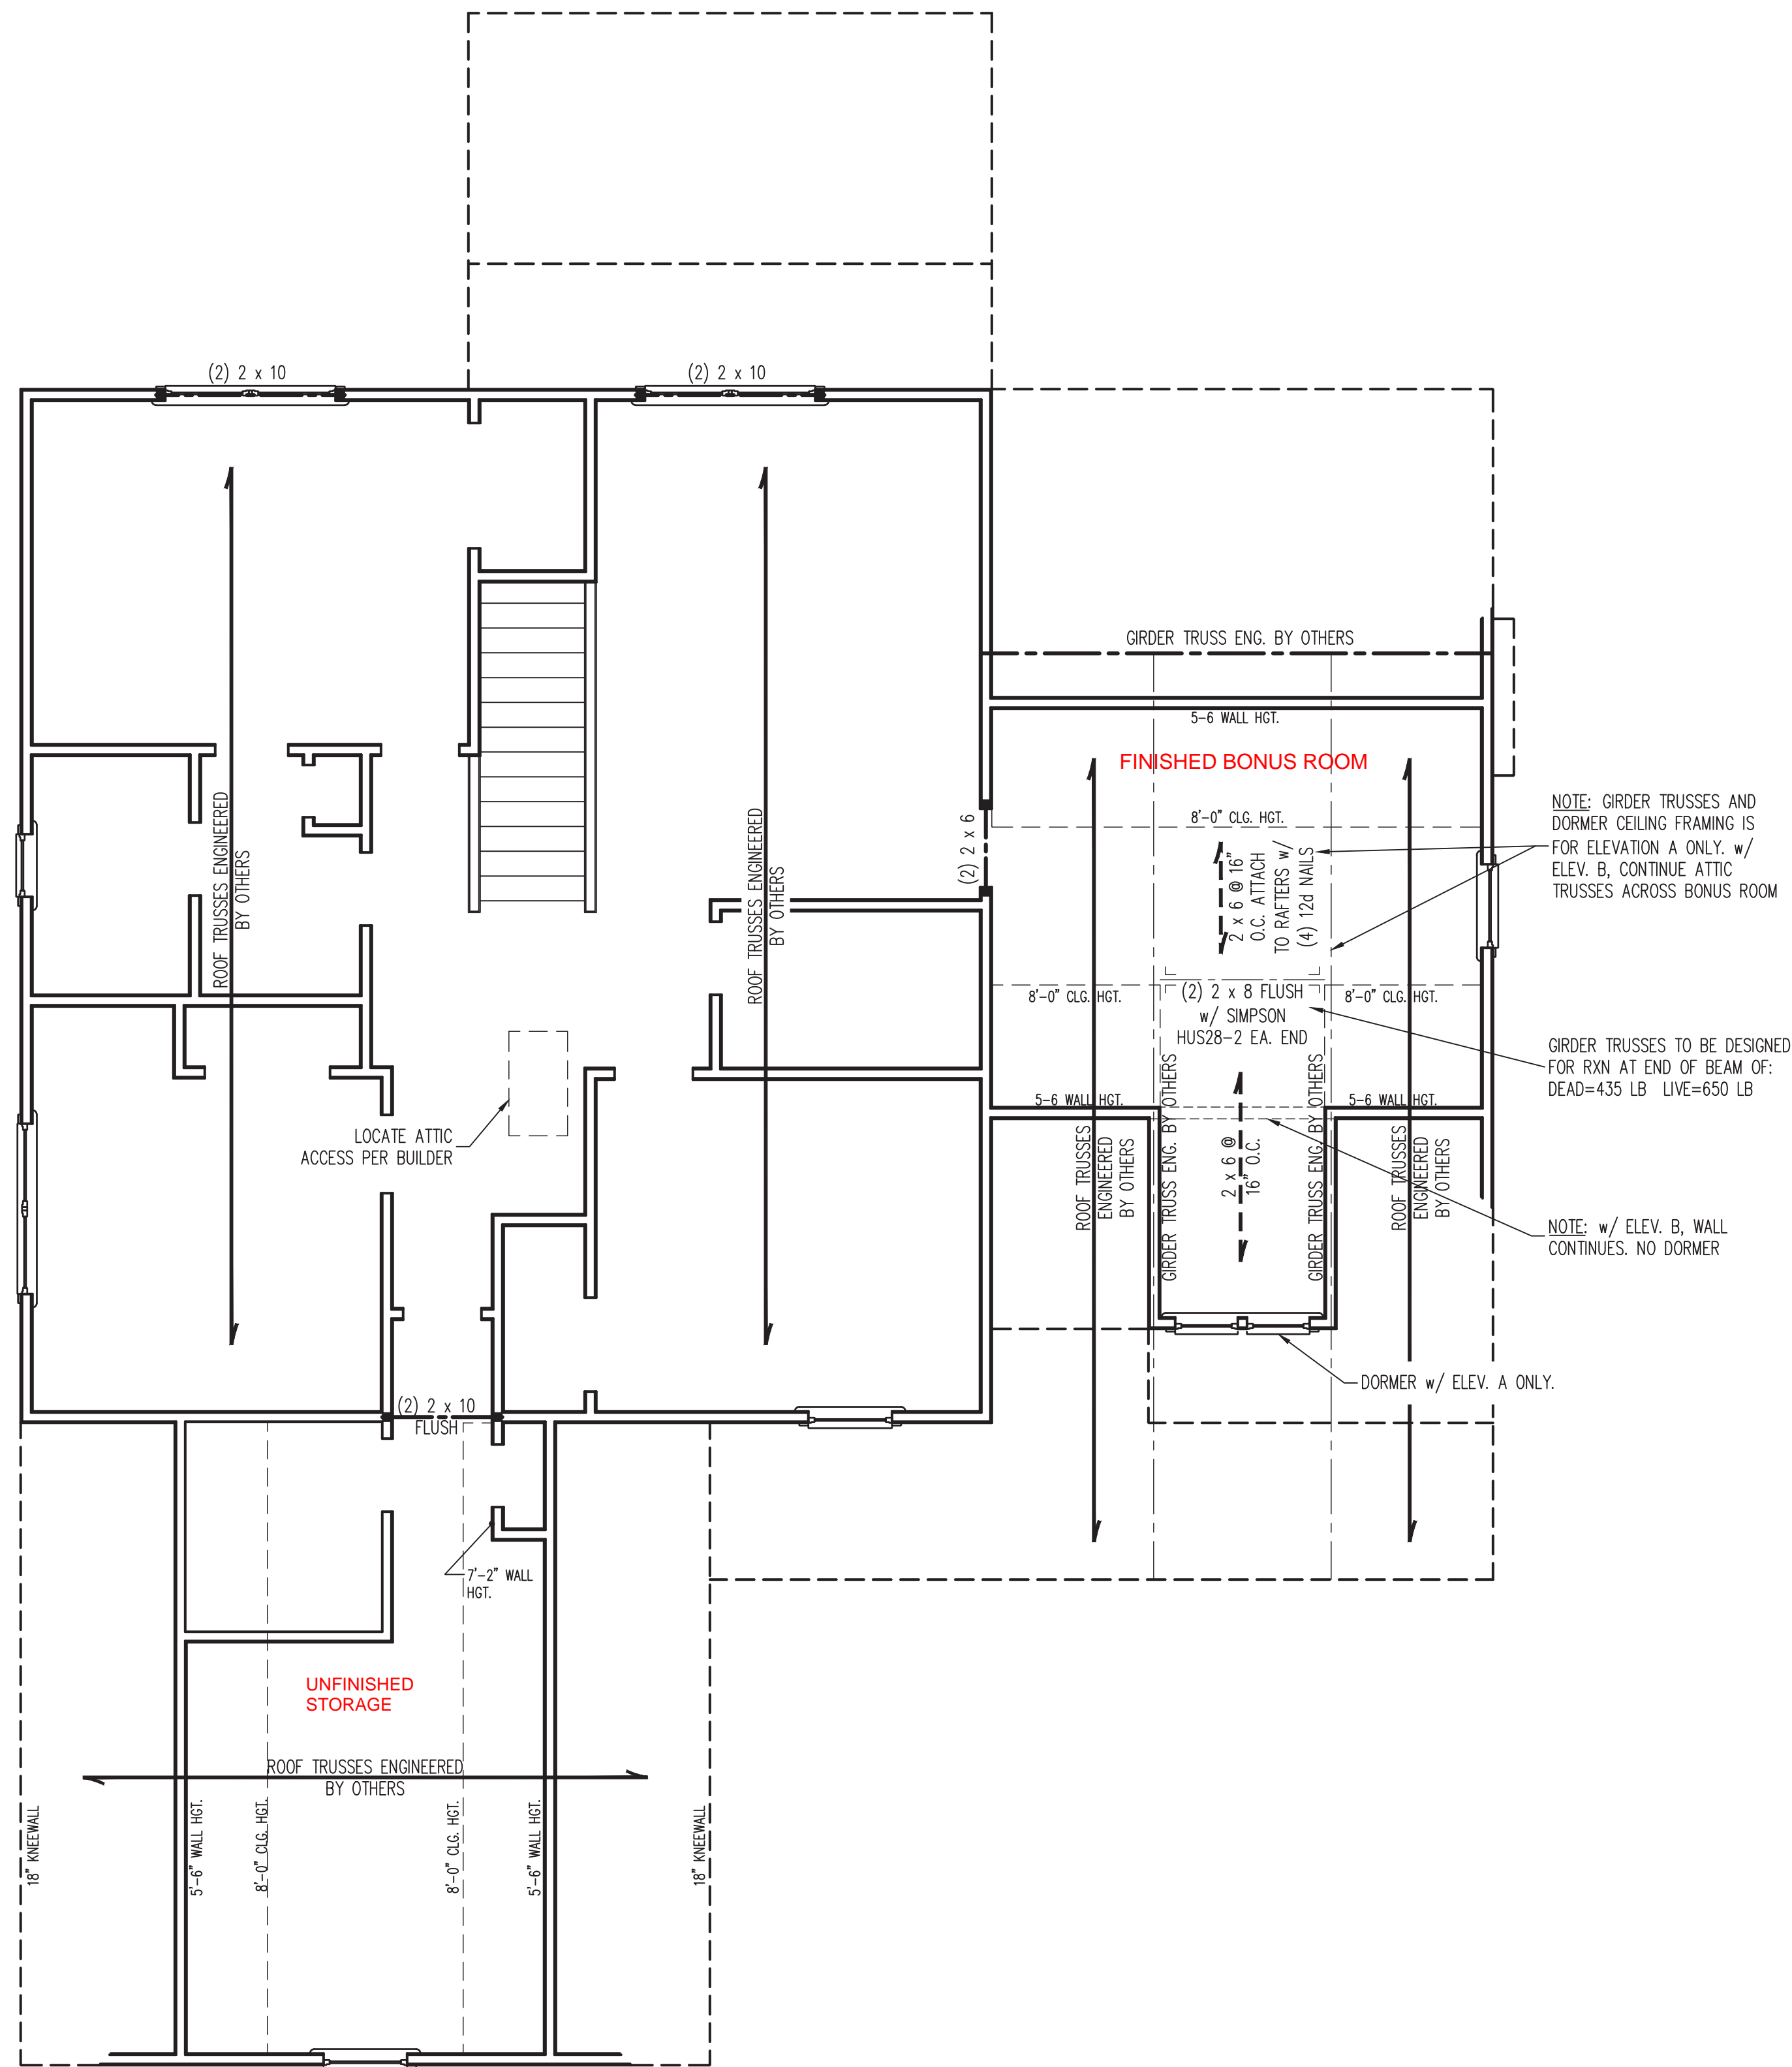 (2) 2 x 10
(2) 2 x 10
GIRDER TRUSS ENG. BY OTHERS
5-6 WALL HGT.
FINISHED BONUS ROOM
8'-0" CLG. HGT.
(2) 2 x 6
2 x 6 @ 16"
O.C. ATTACH
TO RAFTERS w/
(4) 12d NAILS
NOTE: GIRDER TRUSSES AND
DORMER CEILING FRAMING IS
FOR ELEVATION A ONLY. w/
ELEV. B, CONTINUE ATTIC
TRUSSES ACROSS BONUS ROOM
ROOF TRUSSES ENGINEERED
BY OTHERS
ROOF TRUSSES ENGINEERED
BY OTHERS
8'-0" CLG. HGT.
(2) 2 x 8 FLUSH
w/ SIMPSON
HUS28-2 EA. END
8'-0" CLG. HGT.
GIRDER TRUSSES TO BE DESIGNED
FOR RXN AT END OF BEAM OF:
DEAD=435 LB LIVE=650 LB
5-6 WALL HGT.
5-6 WALL HGT.
LOCATE ATTIC
ACCESS PER BUILDER
ROOF TRUSSES
ENGINEERED
BY OTHERS
GIRDER TRUSS ENG. BY OTHERS
2 x 6 @
16" O.C.
GIRDER TRUSS ENG. BY OTHERS
ROOF TRUSSES
ENGINEERED
BY OTHERS
NOTE: w/ ELEV. B, WALL
CONTINUES. NO DORMER
DORMER w/ ELEV. A ONLY.
(2) 2 x 10
FLUSH
7'-2" WALL
HGT.
UNFINISHED
STORAGE
ROOF TRUSSES ENGINEERED
BY OTHERS
18" KNEEWALL
5'-6" WALL HGT.
8'-0" CLG. HGT.
8'-0" CLG. HGT.
5'-6" WALL HGT.
18" KNEEWALL